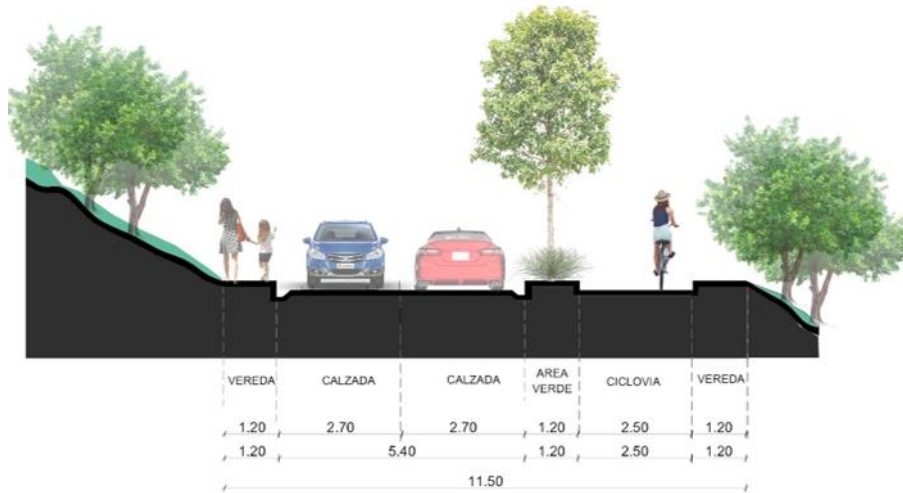 VEREDA CALZADA CALZADA AREA VERDE CICLOVIA VEREDA
1.20 2.70 2.70 1.20 2.50 1.20
1.20 5.40 1.20 2.50 1.20
11.50